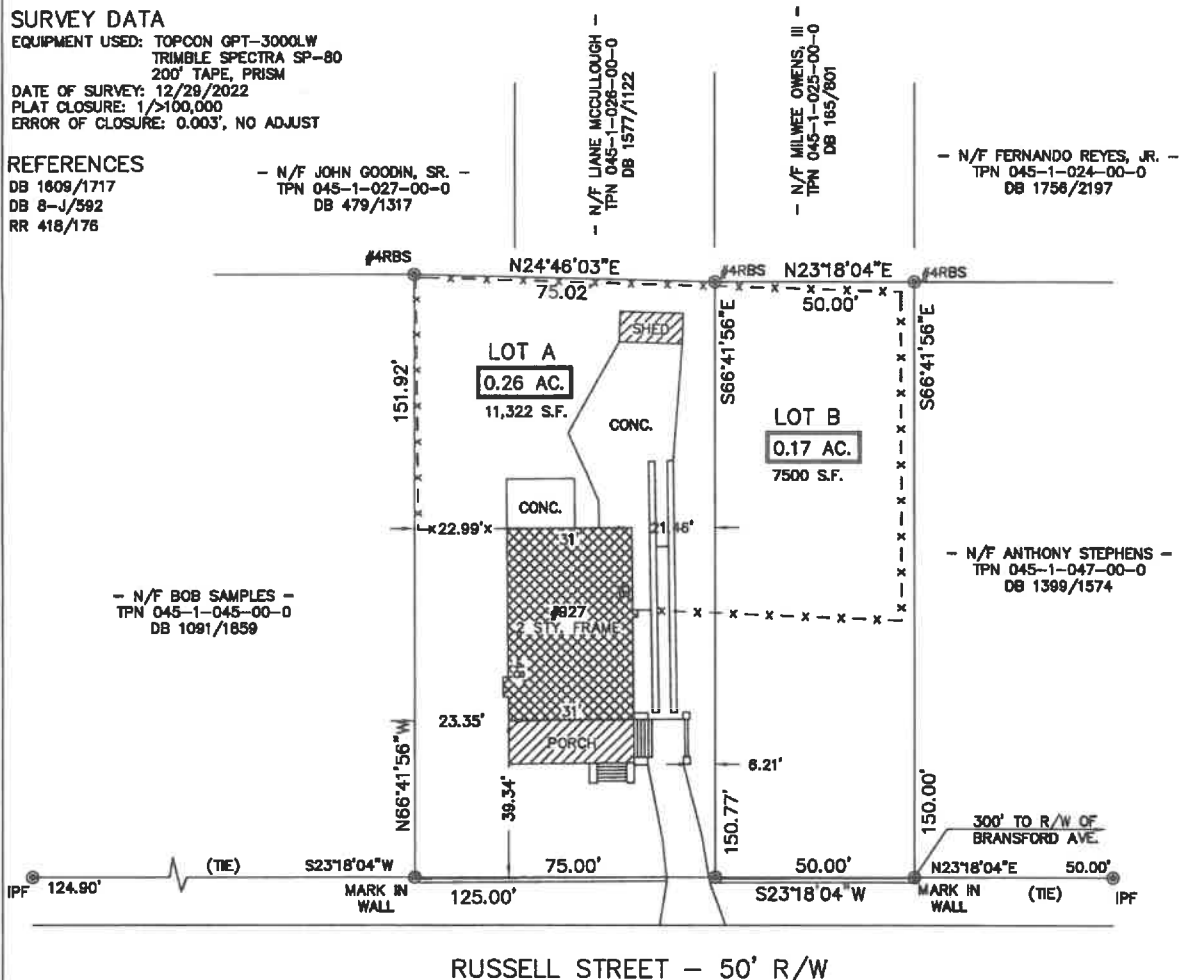 SURVEY DATA
EQUIPMENT USED: TOPCON GPT-3000LW
TRIMBLE SPECTRA SP-80
200' TAPE, PRISM
DATE OF SURVEY: 12/29/2022
PLAT CLOSURE: 1/>100,000
ERROR OF CLOSURE: 0.003', NO ADJUST
REFERENCES
DB 1609/1717
DB 8-J/592
RR 418/176
- N/F JOHN GOODIN, SR. -
TPN 045-1-027-00-0
DB 479/1317
- N/F LIANE MCCULLOUGH -
TPN 045-1-026-00-0
DB 1577/1122
- N/F MILWEE OWENS, III -
TPN 045-1-025-00-0
DB 165/801
- N/F FERNANDO REYES, JR. -
TPN 045-1-024-00-0
DB 1756/2197
#4RBS
N24°46'03"E
75.02
#4RBS
N23°18'04"E
50.00'
#4RBS
SHED
LOT A
0.26 AC.
11,322 S.F.
151.92'
S66°41'56"E
S66°41'56"E
CONC.
LOT B
0.17 AC.
7500 S.F.
CONC.
22.99'
31'
21.46'
- N/F ANTHONY STEPHENS -
TPN 045-1-047-00-0
DB 1399/1574
- N/F BOB SAMPLES -
TPN 045-1-045-00-0
DB 1091/1859
#927
2 STY. FRAME
31'
23.35'
N66°41'56"W
PORCH
6.21'
39.34'
150.77'
150.00'
300' TO R/W OF
BRANSFORD AVE.
IPF
124.90'
(TIE)
S23°18'04"W
75.00'
50.00'
N23°18'04"E
50.00'
MARK IN
WALL
125.00'
S23°18'04"W
MARK IN
WALL
(TIE)
IPF
RUSSELL STREET - 50' R/W